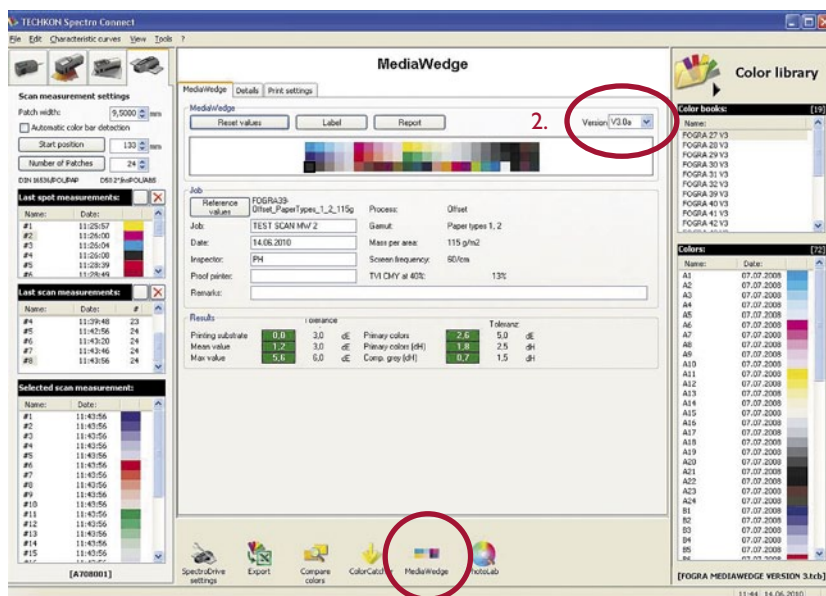 TECHKON Spectro Connect
File Edit Characteristic curves View Tools ?
Scan measurement settings
Patch width: 9,5000 mm
Automatic color bar detection
Start position 133 mm
Number of Patches 24
D50 2°
Last spot measurements:
Name: Date:
#1 11:25:57
#2 11:26:00
#3 11:26:04
#4 11:26:08
#5 11:28:39
#6 11:28:49
Last scan measurements:
Name: Date: #
#4 11:39:48 23
#5 11:42:56 24
#6 11:43:20 24
#7 11:43:46 24
#8 11:43:56 24
Selected scan measurement:
Name: Date:
#1 11:43:56
#2 11:43:56
#3 11:43:56
#4 11:43:56
#5 11:43:56
#6 11:43:56
#7 11:43:56
#8 11:43:56
#9 11:43:56
#10 11:43:56
#11 11:43:56
#12 11:43:56
#13 11:43:56
#14 11:43:56
#15 11:43:56
[A708001]
MediaWedge
MediaWedge Details Print settings
MediaWedge
Reset values Label Report 2. Version V3.0a
Job
Reference values
FOGRA39-
Offset_PaperTypes_1_2_115g Process: Offset
Job: TEST SCAN MW 2 Gamut: Paper types 1, 2
Date: 14.06.2010 Mass per area: 115 g/m2
Inspector: PH Screen frequency: 60/cm
Proof printer: TVI CMY at 40%: 13%
Remarks:
Results
Tolerance Toleranz
Printing substrate 0,0 3,0 dE Primary colors 2,6 5,0 dE
Mean value 1,2 3,0 dE Primary colors (dH) 1,8 2,5 dH
Max value 5,6 6,0 dE Comp. grey (dH) 0,7 1,5 dH
SpectroDrive settings
Export
Compare colors
ColorCatcher
MediaWedge
PhotoLab
Color library
Color books: [19]
Name:
FOGRA 27 V3
FOGRA 28 V3
FOGRA 29 V3
FOGRA 30 V3
FOGRA 31 V3
FOGRA 32 V3
FOGRA 39 V3
FOGRA 40 V3
FOGRA 41 V3
FOGRA 42 V3
Colors: [72]
Name: Date:
A1 07.07.2008
A2 07.07.2008
A3 07.07.2008
A4 07.07.2008
A5 07.07.2008
A6 07.07.2008
A7 07.07.2008
A8 07.07.2008
A9 07.07.2008
A10 07.07.2008
A11 07.07.2008
A12 07.07.2008
A13 07.07.2008
A14 07.07.2008
A15 07.07.2008
A16 07.07.2008
A17 07.07.2008
A18 07.07.2008
A19 07.07.2008
A20 07.07.2008
A21 07.07.2008
A22 07.07.2008
A23 07.07.2008
A24 07.07.2008
B1 07.07.2008
B2 07.07.2008
B3 07.07.2008
B4 07.07.2008
B5 07.07.2008
[FOGRA MEDIAWEDGE VERSION 3.tcb]
11:44 14.06.2010